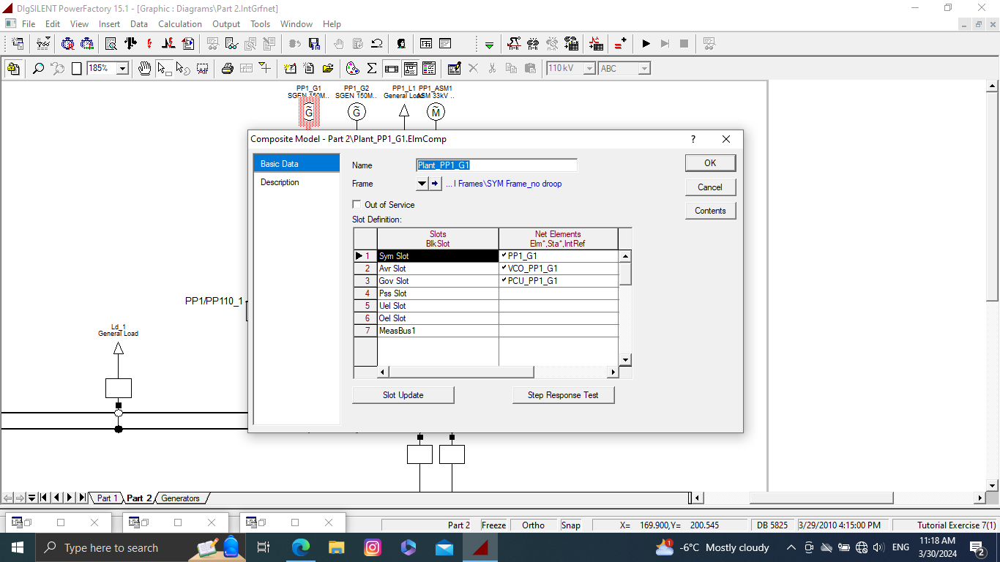 DIgSILENT PowerFactory 15.1 - [Graphic : Diagrams\Part 2.IntGrfnet]
File Edit View Insert Data Calculation Output Tools Window Help
185% 110 kV ABC
PP1_G1 PP1_G2 PP1_L1 PP1_ASM1
SGEN 150M.. SGEN 150M.. General Load ASM 33kV ..
G G M
Composite Model - Part 2\Plant_PP1_G1.ElmComp ?
Basic Data
Description
Name Plant_PP1_G1
Frame ... l Frames\SYM Frame_no droop
Out of Service
Slot Definition:
Slots Net Elements
BlkSlot Elm*,Sta*,IntRef
1 Sym Slot PP1_G1
2 Avr Slot VCO_PP1_G1
3 Gov Slot PCU_PP1_G1
4 Pss Slot
5 Uel Slot
6 Oel Slot
7 MeasBus1
Slot Update Step Response Test
OK
Cancel
Contents
PP1/PP110_1
Ld_1
General Load
Part 1 Part 2 Generators
Part 2 Freeze Ortho Snap X= 169.900,Y= 200.545 DB 5825 3/29/2010 4:15:00 PM Tutorial Exercise 7(1)
Type here to search -6°C Mostly cloudy ENG 11:18 AM
3/30/2024 2